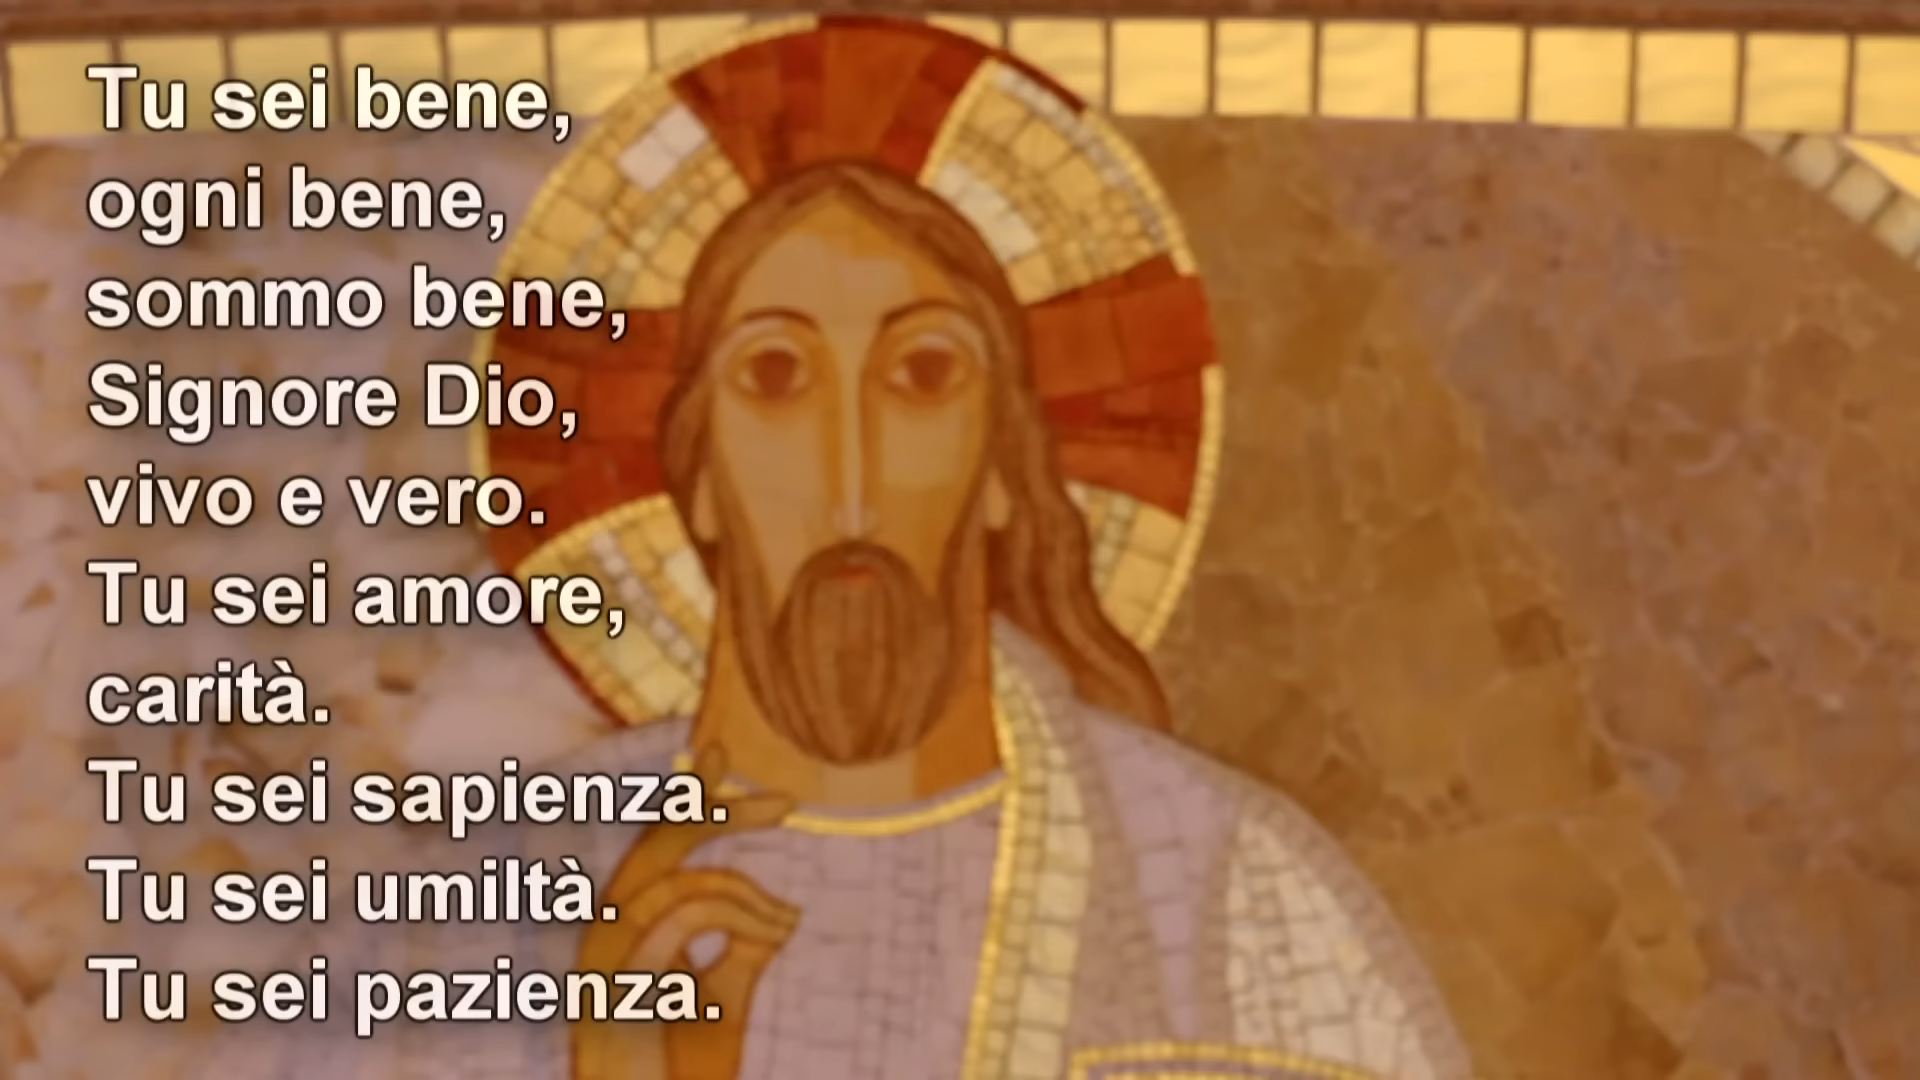 Tu sei bene,
ogni bene,
sommo bene,
Signore Dio,
vivo e vero.
Tu sei amore,
carità.
Tu sei sapienza.
Tu sei umiltà.
Tu sei pazienza.